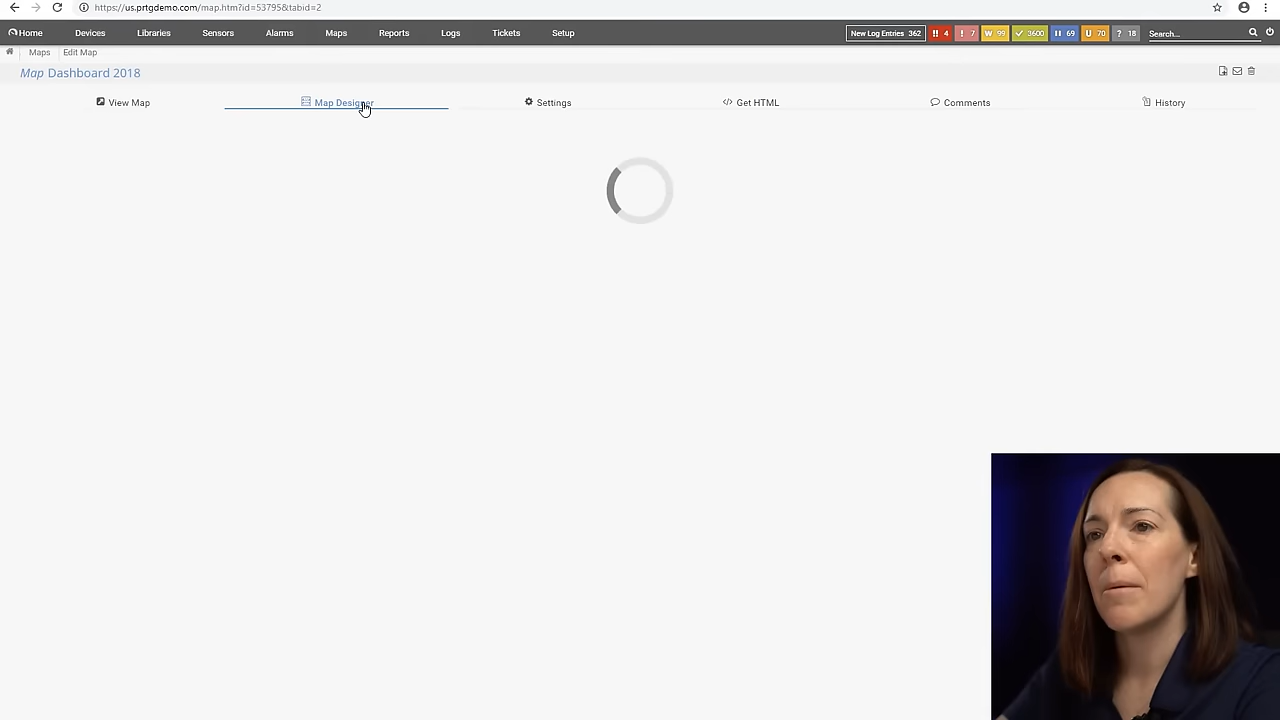 https://us.prtgdemo.com/map.htm?id=53795&tabid=2
Home Devices Libraries Sensors Alarms Maps Reports Logs Tickets Setup New Log Entries 362 !! 4 ! 7 W 99 3600 69 U 70 ? 18 Search...
Maps Edit Map
Map Dashboard 2018
View Map Map Designer Settings Get HTML Comments History